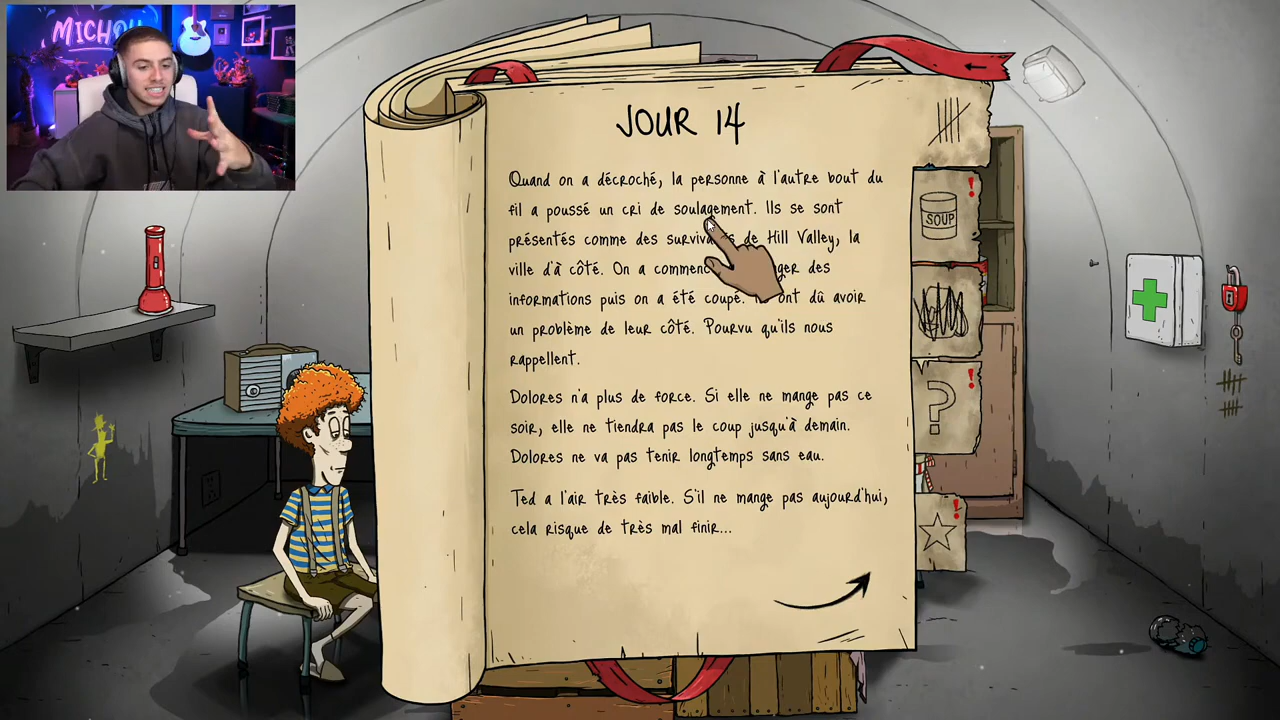 MICHOU
JOUR 14
Quand on a décroché, la personne à l'autre bout du
fil a poussé un cri de soulagement. Ils se sont
présentés comme des surviva s de Hill Valley, la
ville d'à côté. On a commenc ger des
informations puis on a été coupé. ont dû avoir
un problème de leur côté. Pourvu qu'ils nous
rappellent.
Dolores n'a plus de force. Si elle ne mange pas ce
soir, elle ne tiendra pas le coup jusqu'à demain.
Dolores ne va pas tenir longtemps sans eau.
Ted a l'air très faible. S'il ne mange pas aujourd'hui,
cela risque de très mal finir...
!
SOUP
!
?
!